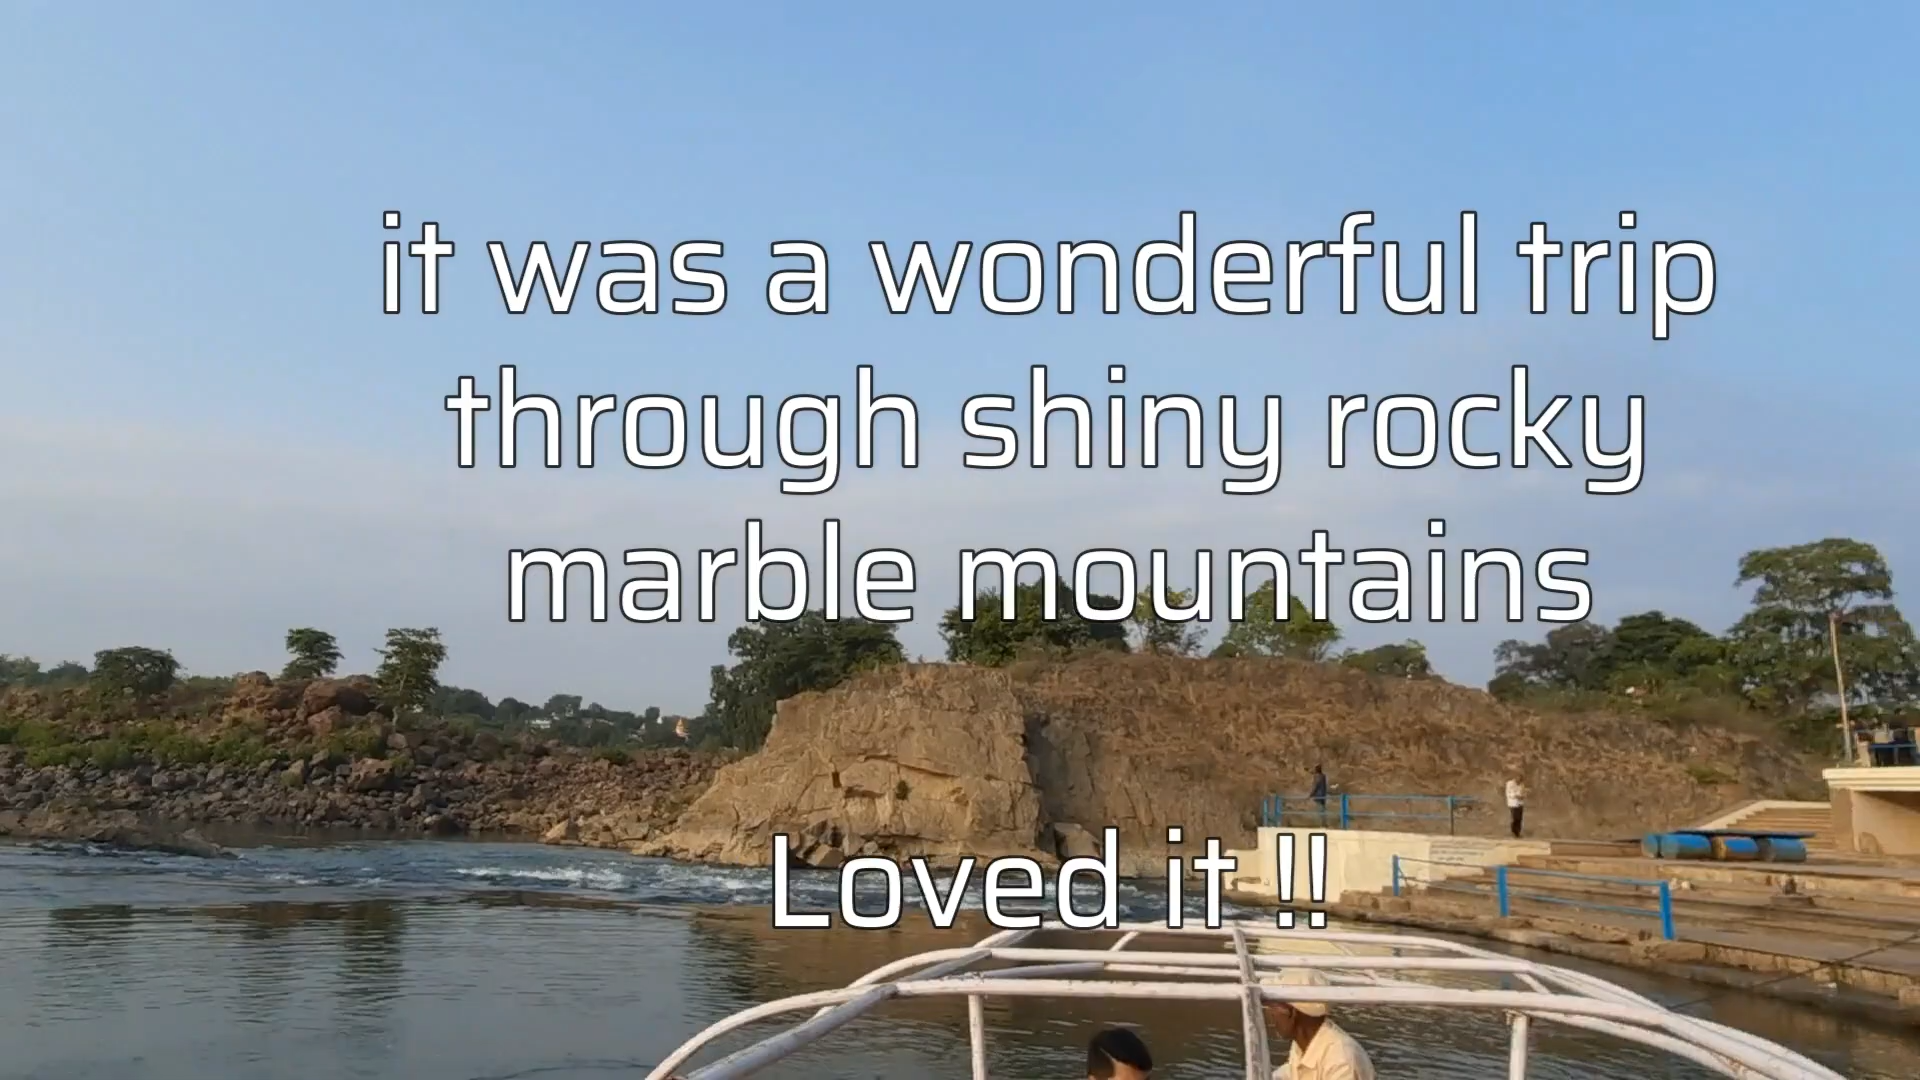 it was a wonderful trip
through shiny rocky
marble mountains
Loved it !!